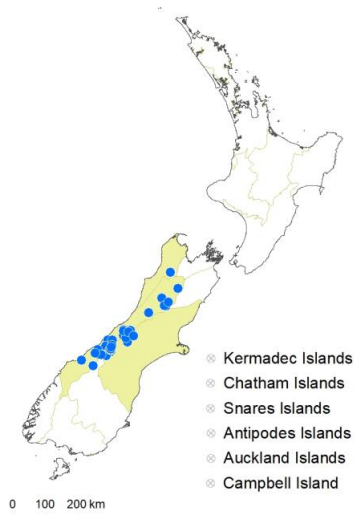 Kermadec Islands
Chatham Islands
Snares Islands
Antipodes Islands
Auckland Islands
Campbell Island
0 100 200 km